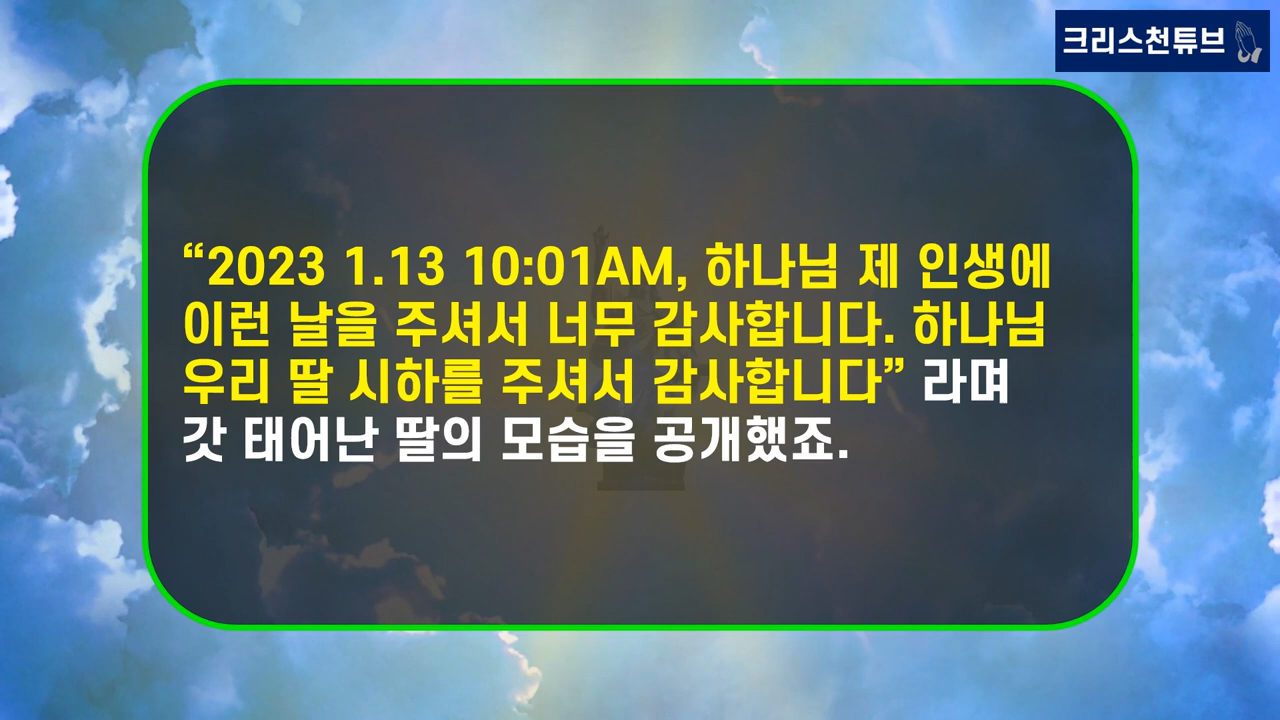 크리스천튜브
“2023 1.13 10:01AM, 하나님 제 인생에
이런 날을 주셔서 너무 감사합니다. 하나님
우리 딸 시하를 주셔서 감사합니다” 라며
갓 태어난 딸의 모습을 공개했죠.